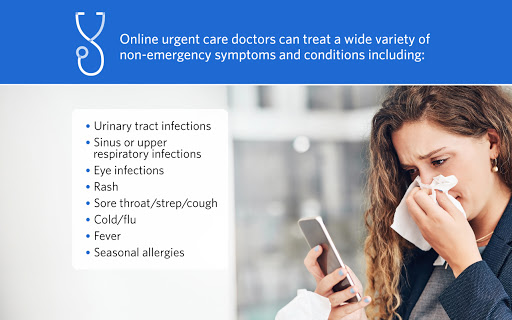 Online urgent care doctors can treat a wide variety of
non-emergency symptoms and conditions including:
• Urinary tract infections
• Sinus or upper
respiratory infections
• Eye infections
• Rash
• Sore throat/strep/cough
• Cold/flu
• Fever
• Seasonal allergies